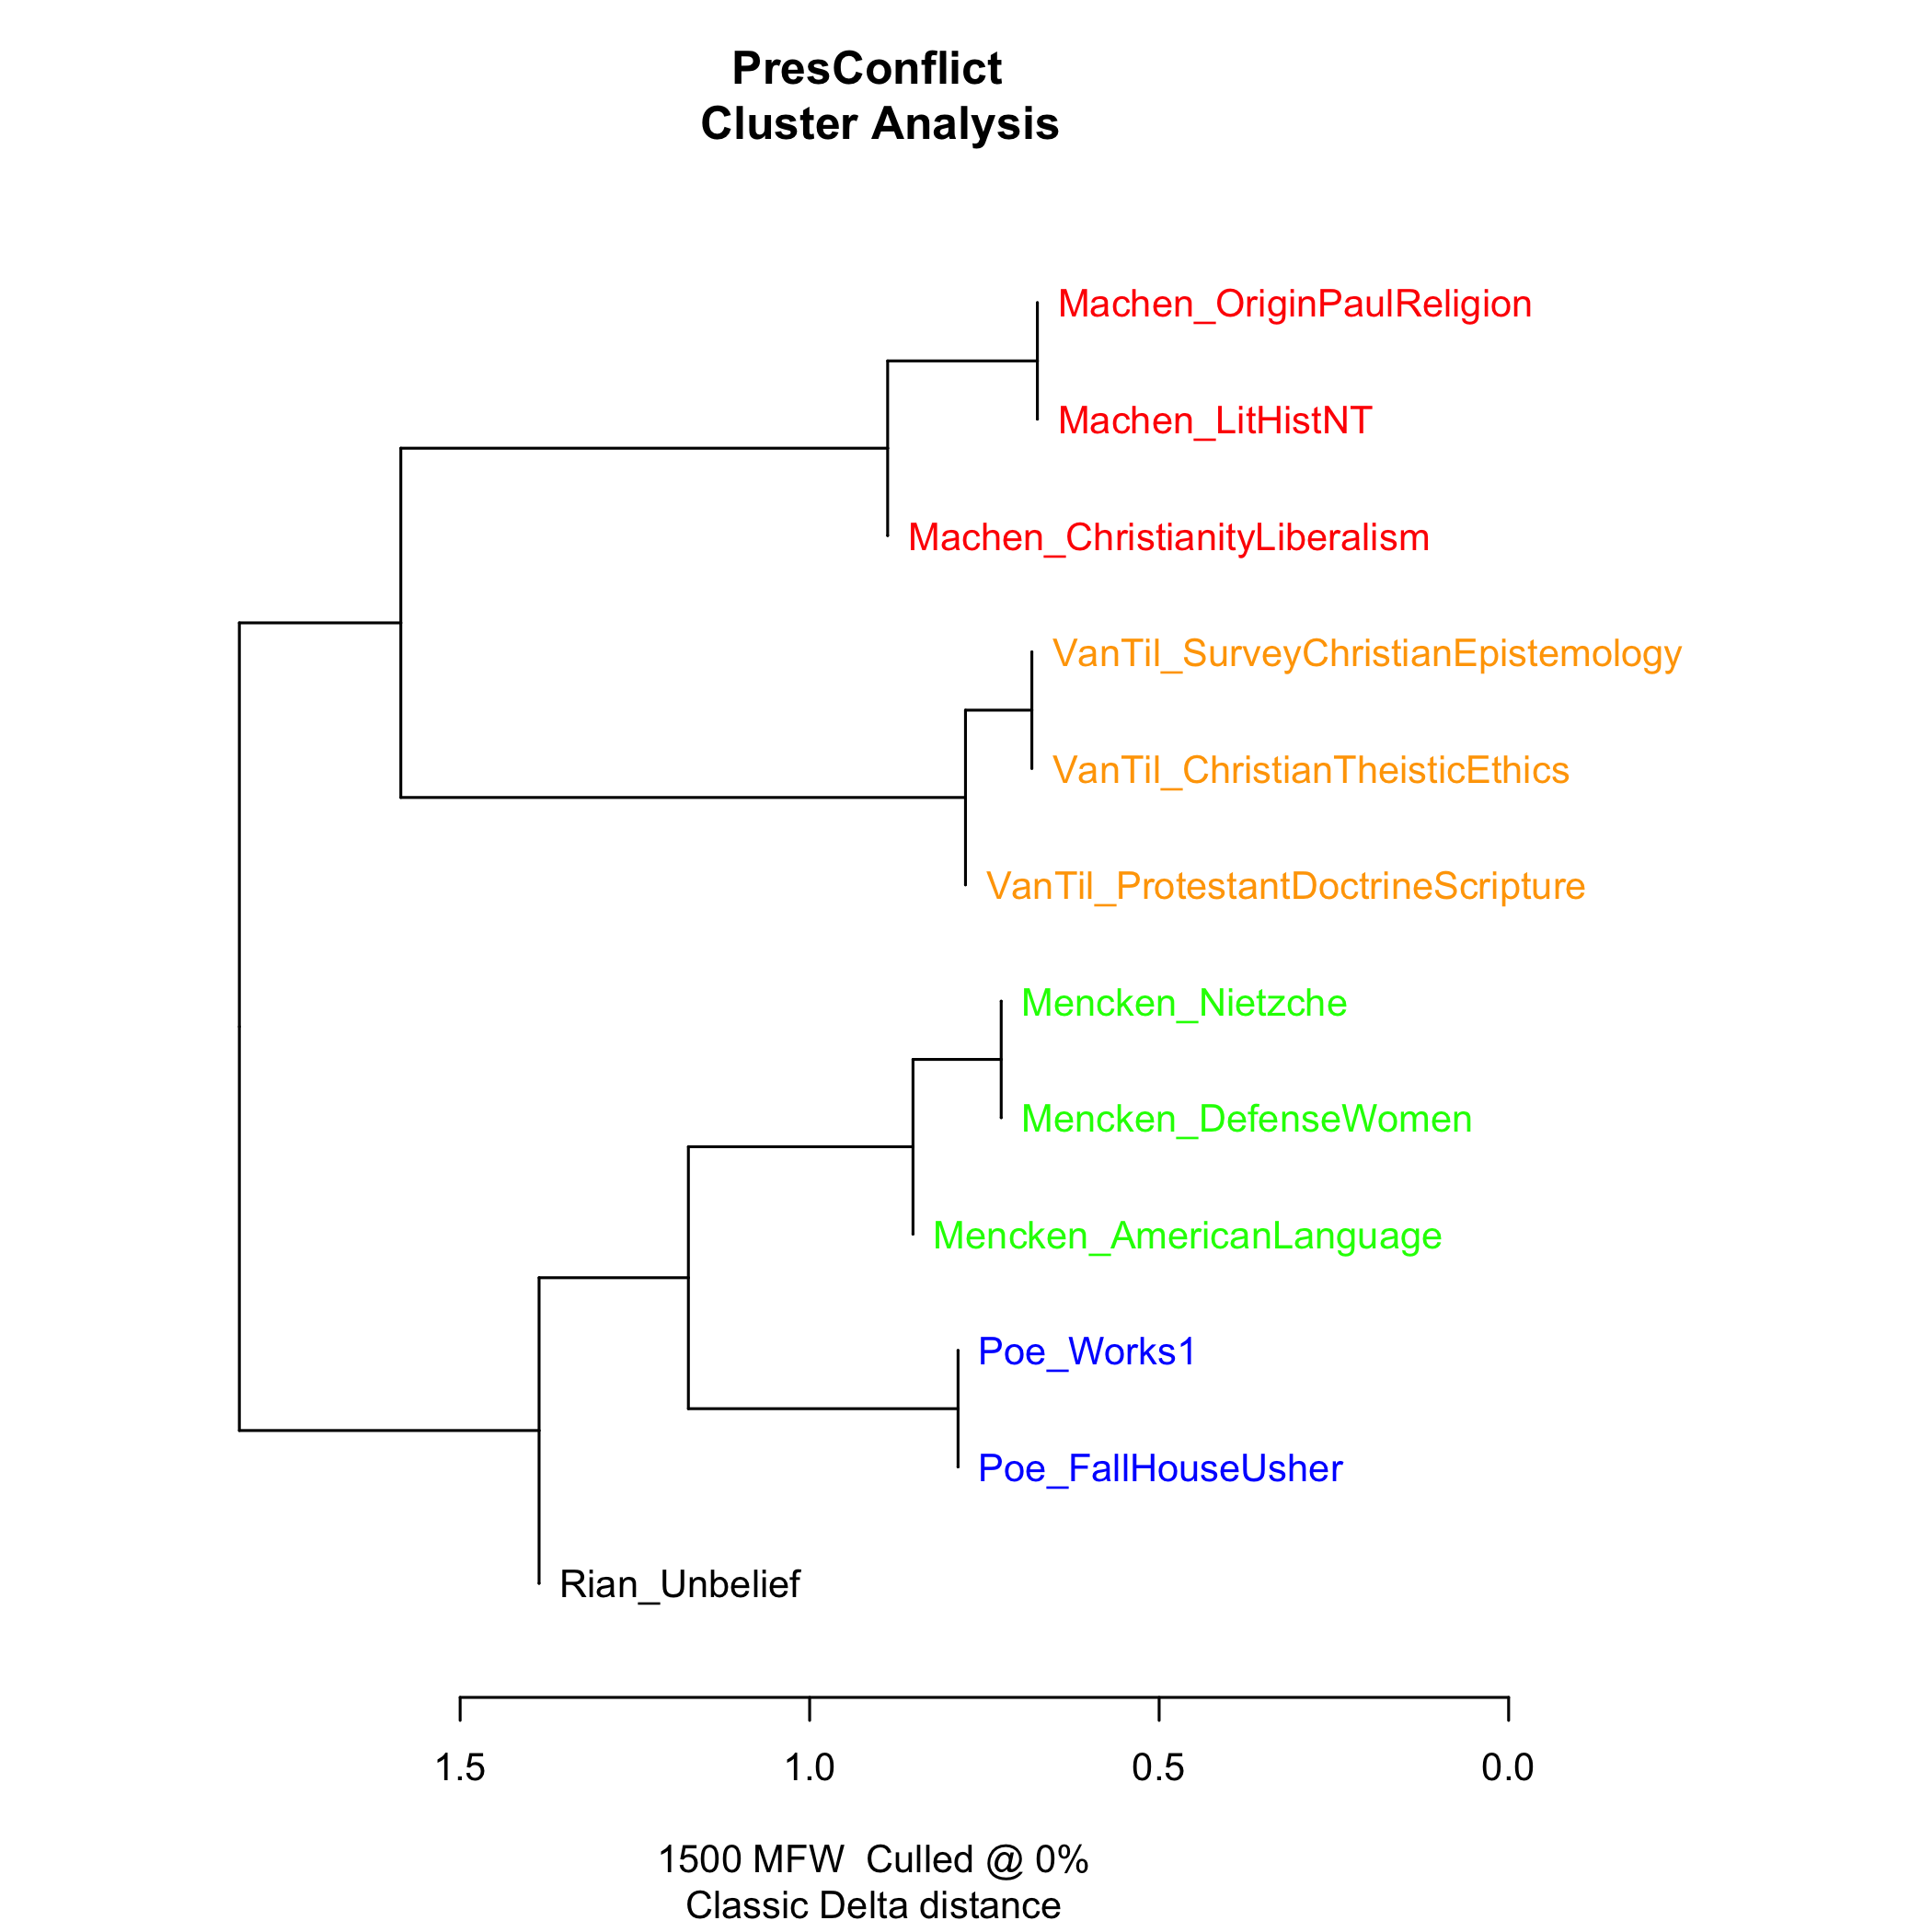 PresConflict
Cluster Analysis
Machen_OriginPaulReligion
Machen_LitHistNT
Machen_ChristianityLiberalism
VanTil_SurveyChristianEpistemology
VanTil_ChristianTheisticEthics
VanTil_ProtestantDoctrineScripture
Mencken_Nietzche
Mencken_DefenseWomen
Mencken_AmericanLanguage
Poe_Works1
Poe_FallHouseUsher
Rian_Unbelief
1.5 1.0 0.5 0.0
1500 MFW  Culled @ 0%
Classic Delta distance